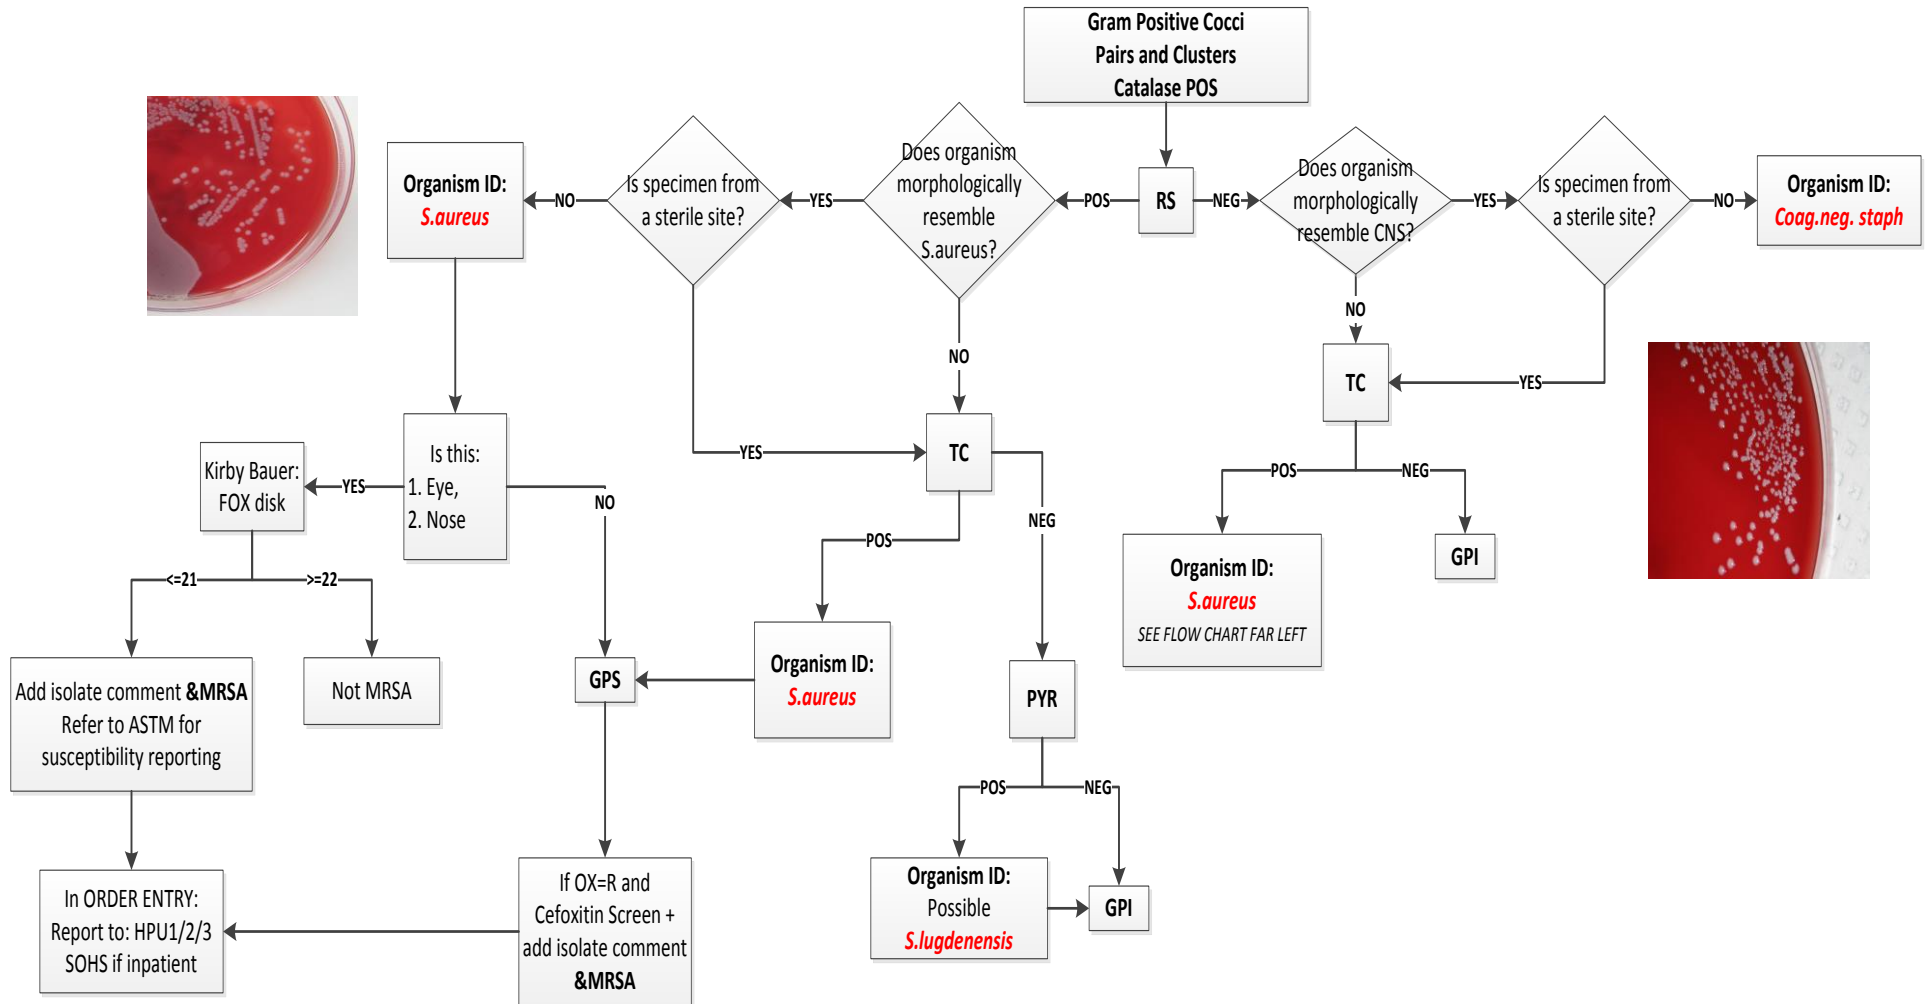 Gram Positive Cocci
Pairs and Clusters
Catalase POS
Organism ID:
S.aureus
NO
Is specimen from
a sterile site?
YES
Does organism
morphologically
resemble
S.aureus?
POS
RS
NEG
Does organism
morphologically
resemble CNS?
YES
Is specimen from
a sterile site?
NO
Organism ID:
Coag.neg. staph
NO
NO
TC
YES
Kirby Bauer:
FOX disk
YES
Is this:
1. Eye,
2. Nose
NO
YES
TC
NEG
POS
POS
NEG
GPI
Organism ID:
S.aureus
SEE FLOW CHART FAR LEFT
<=21
>=22
Add isolate comment &MRSA
Refer to ASTM for
susceptibility reporting
Not MRSA
GPS
Organism ID:
S.aureus
PYR
POS
NEG
In ORDER ENTRY:
Report to: HPU1/2/3
SOHS if inpatient
If OX=R and
Cefoxitin Screen +
add isolate comment
&MRSA
Organism ID:
Possible
S.lugdenensis
GPI